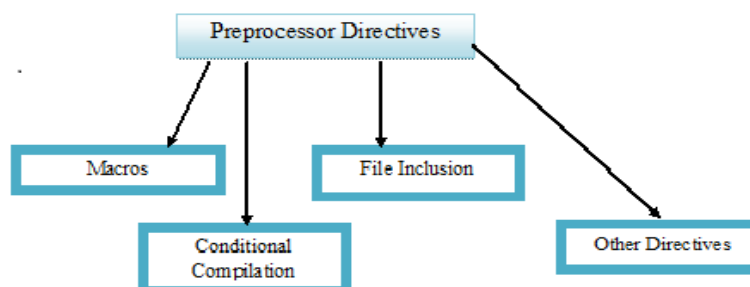 Preprocessor Directives
Macros
File Inclusion
Conditional
Compilation
Other Directives